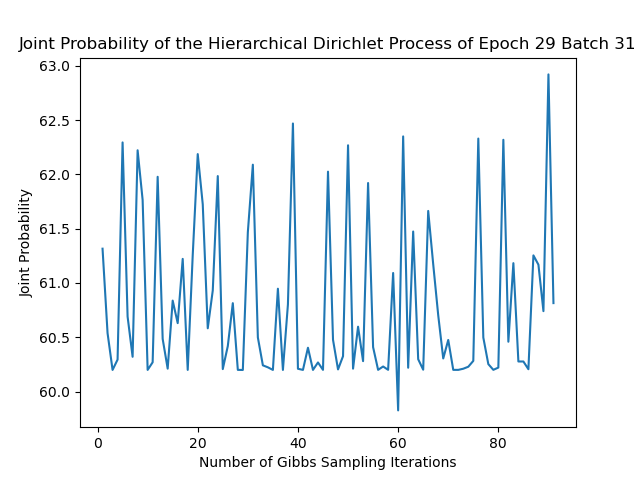 Joint Probability of the Hierarchical Dirichlet Process of Epoch 29 Batch 31
63.0
62.5
62.0
61.5
61.0
60.5
60.0
Joint Probability
0 20 40 60 80
Number of Gibbs Sampling Iterations